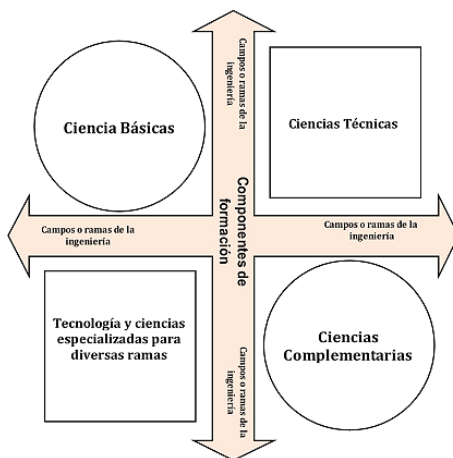 Campos o ramas de la
ingeniería
Ciencia Básicas
Ciencias Técnicas
Componentes de
formación
Campos o ramas de la
ingeniería
Campos o ramas de la
ingeniería
Tecnología y ciencias
especializadas para
diversas ramas
Ciencias
Complementarias
Campos o ramas de la
ingeniería